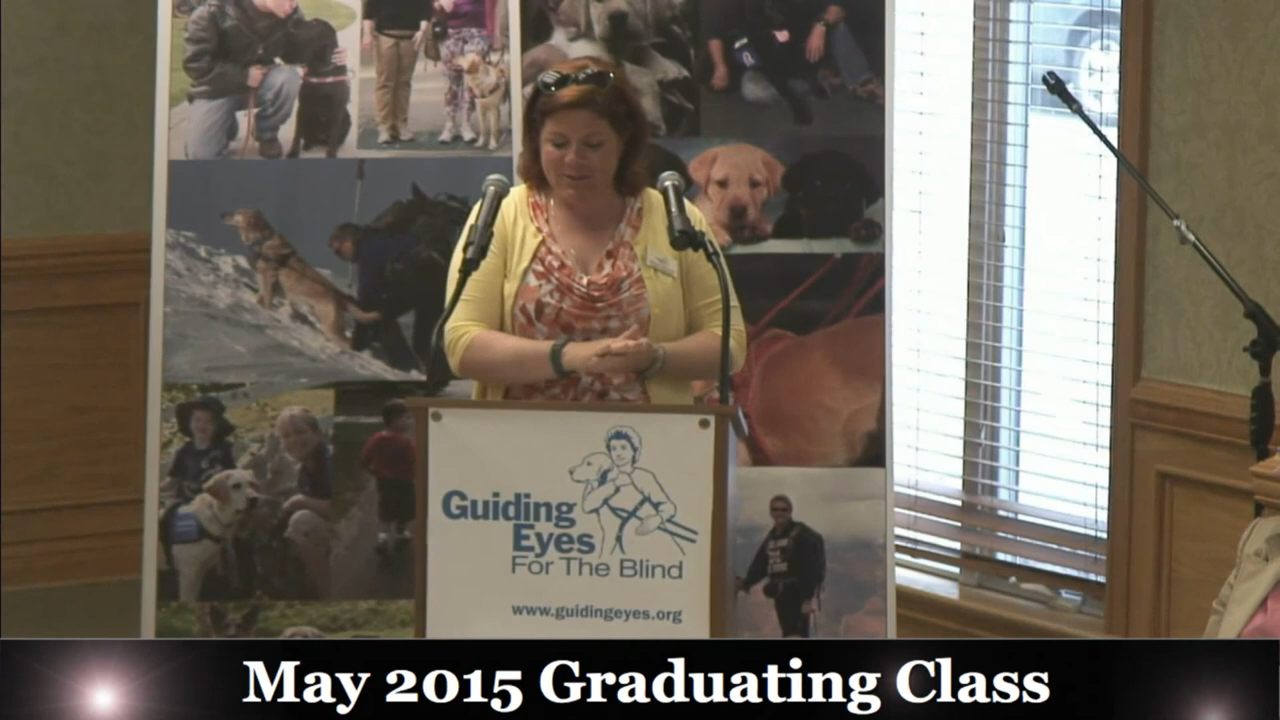 Guiding
Eyes
For The Blind
www.guidingeyes.org
May 2015 Graduating Class